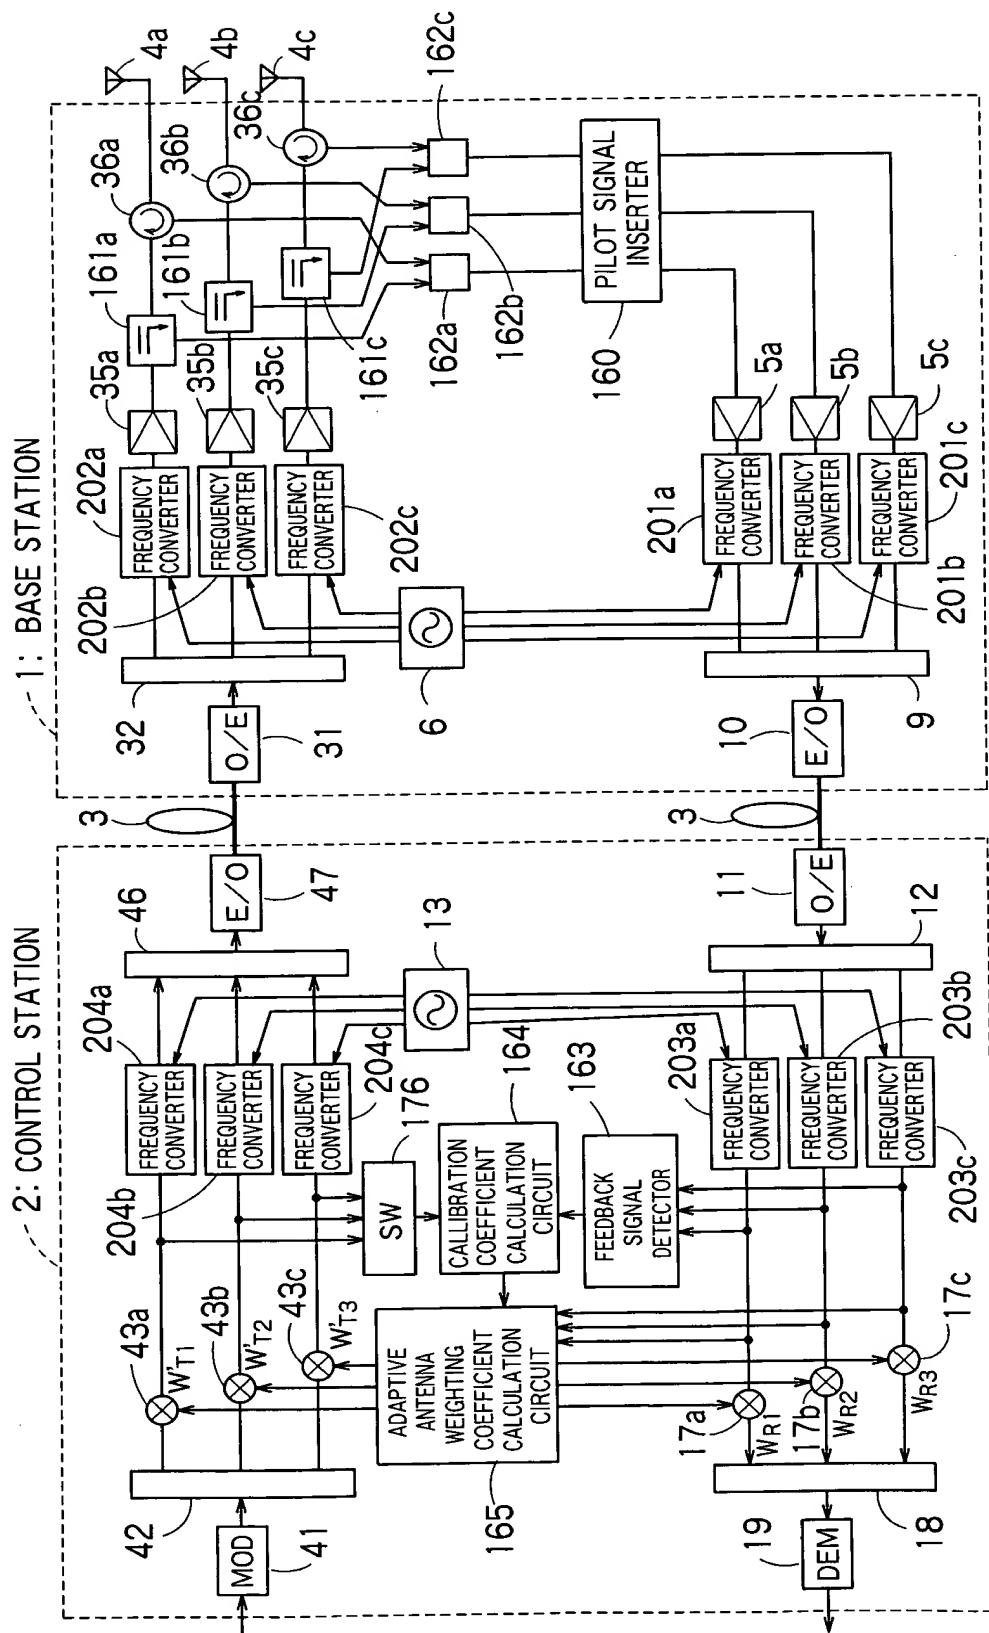 1: BASE STATION
2: CONTROL STATION
4a
4b
4c
36a
36b
36c
162c
161a
161b
161c
162a
162b
PILOT SIGNAL
INSERTER
160
35a
35b
35c
202a
FREQUENCY
CONVERTER
202b
FREQUENCY
CONVERTER
FREQUENCY
CONVERTER
202c
5a
5b
5c
201a
FREQUENCY
CONVERTER
FREQUENCY
CONVERTER
FREQUENCY
CONVERTER
201b
201c
32
O/E
31
6
10
E/O
9
3
3
46
E/O
47
13
11
O/E
12
204a
FREQUENCY
CONVERTER
204b
FREQUENCY
CONVERTER
FREQUENCY
CONVERTER
204c
176
SW
164
CALLIBRATION
COEFFICIENT
CALCULATION
CIRCUIT
163
FEEDBACK
SIGNAL
DETECTOR
203a
FREQUENCY
CONVERTER
FREQUENCY
CONVERTER
FREQUENCY
CONVERTER
203b
203c
43a
W'T1
43b
W'T2
43c
W'T3
ADAPTIVE
ANTENNA
WEIGHTING
COEFFICIENT
CALCULATION
CIRCUIT
165
17a
WR1
17b
WR2
17c
WR3
42
MOD
41
19
DEM
18